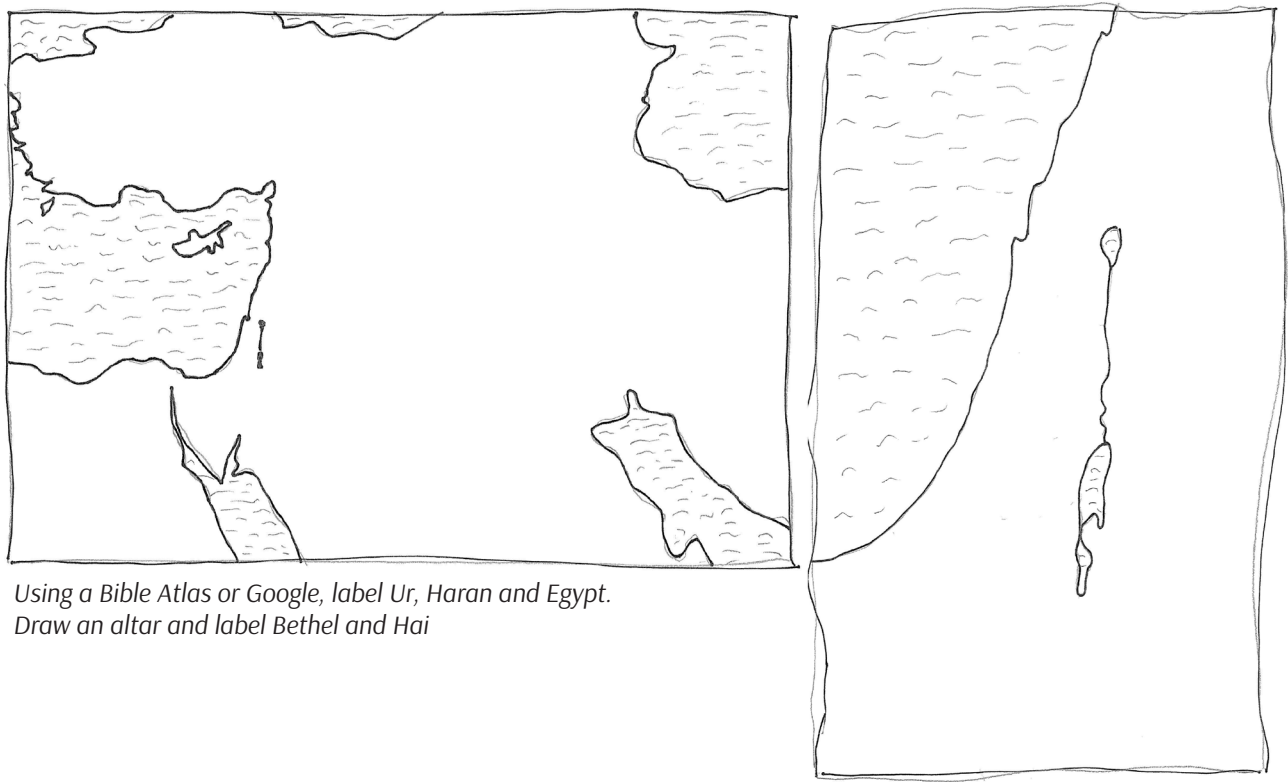 Using a Bible Atlas or Google, label Ur, Haran and Egypt.
Draw an altar and label Bethel and Hai